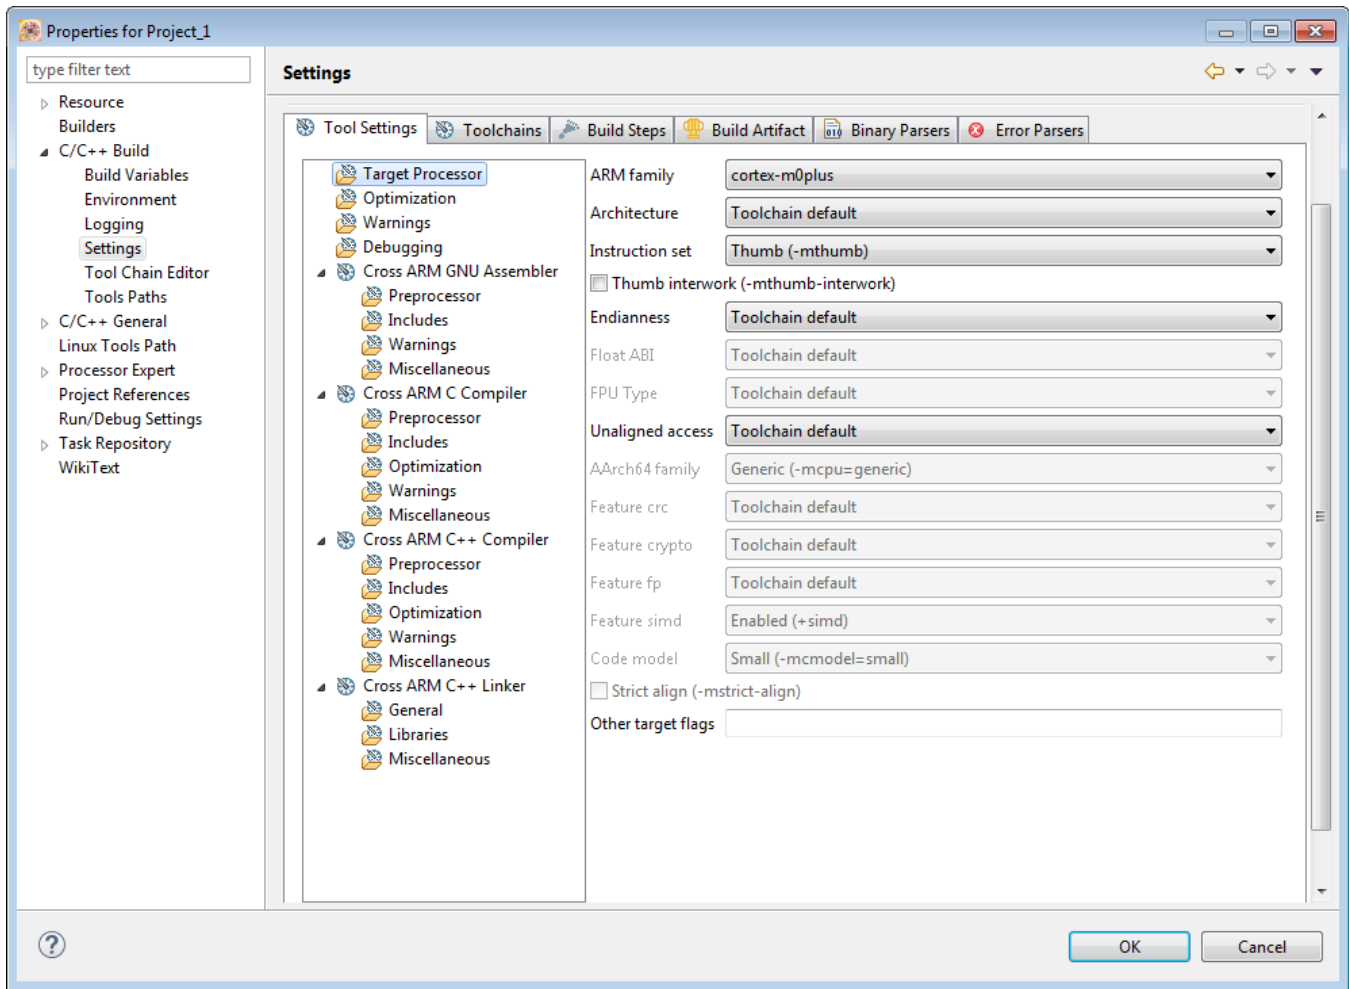 Properties for Project_1
type filter text
Resource
Builders
C/C++ Build
Build Variables
Environment
Logging
Settings
Tool Chain Editor
Tools Paths
C/C++ General
Linux Tools Path
Processor Expert
Project References
Run/Debug Settings
Task Repository
WikiText
Settings
Tool Settings
Toolchains
Build Steps
Build Artifact
010
Binary Parsers
Error Parsers
Target Processor
Optimization
Warnings
Debugging
Cross ARM GNU Assembler
Preprocessor
Includes
Warnings
Miscellaneous
Cross ARM C Compiler
Preprocessor
Includes
Optimization
Warnings
Miscellaneous
Cross ARM C++ Compiler
Preprocessor
Includes
Optimization
Warnings
Miscellaneous
Cross ARM C++ Linker
General
Libraries
Miscellaneous
ARM family cortex-m0plus
Architecture Toolchain default
Instruction set Thumb (-mthumb)
Thumb interwork (-mthumb-interwork)
Endianness Toolchain default
Float ABI Toolchain default
FPU Type Toolchain default
Unaligned access Toolchain default
AArch64 family Generic (-mcpu=generic)
Feature crc Toolchain default
Feature crypto Toolchain default
Feature fp Toolchain default
Feature simd Enabled (+simd)
Code model Small (-mcmodel=small)
Strict align (-mstrict-align)
Other target flags
?
OK
Cancel